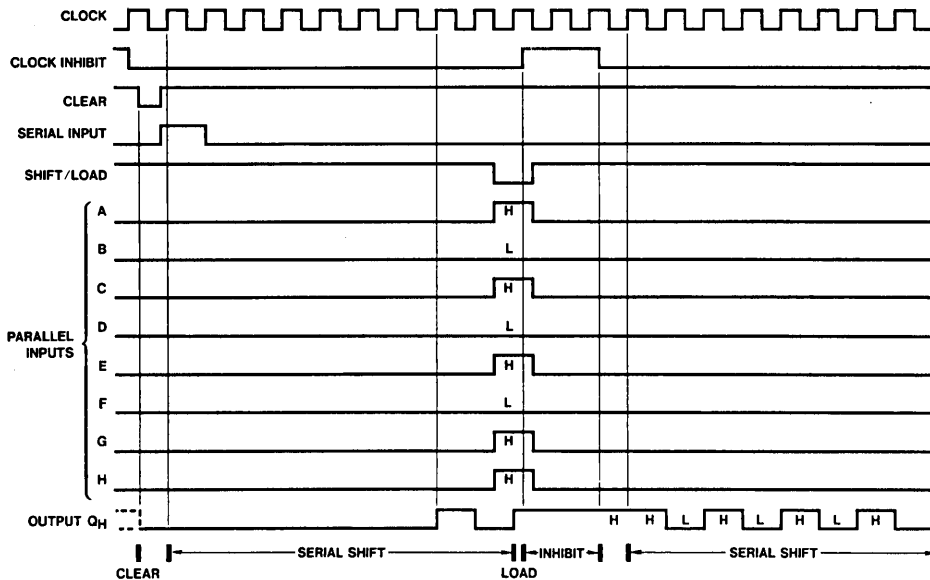 CLOCK
CLOCK INHIBIT
CLEAR
SERIAL INPUT
SHIFT/LOAD
A H
B L
C H
D L
PARALLEL
INPUTS
E H
F L
G H
H H
OUTPUT QH H H L H L H L H
SERIAL SHIFT INHIBIT SERIAL SHIFT
CLEAR LOAD